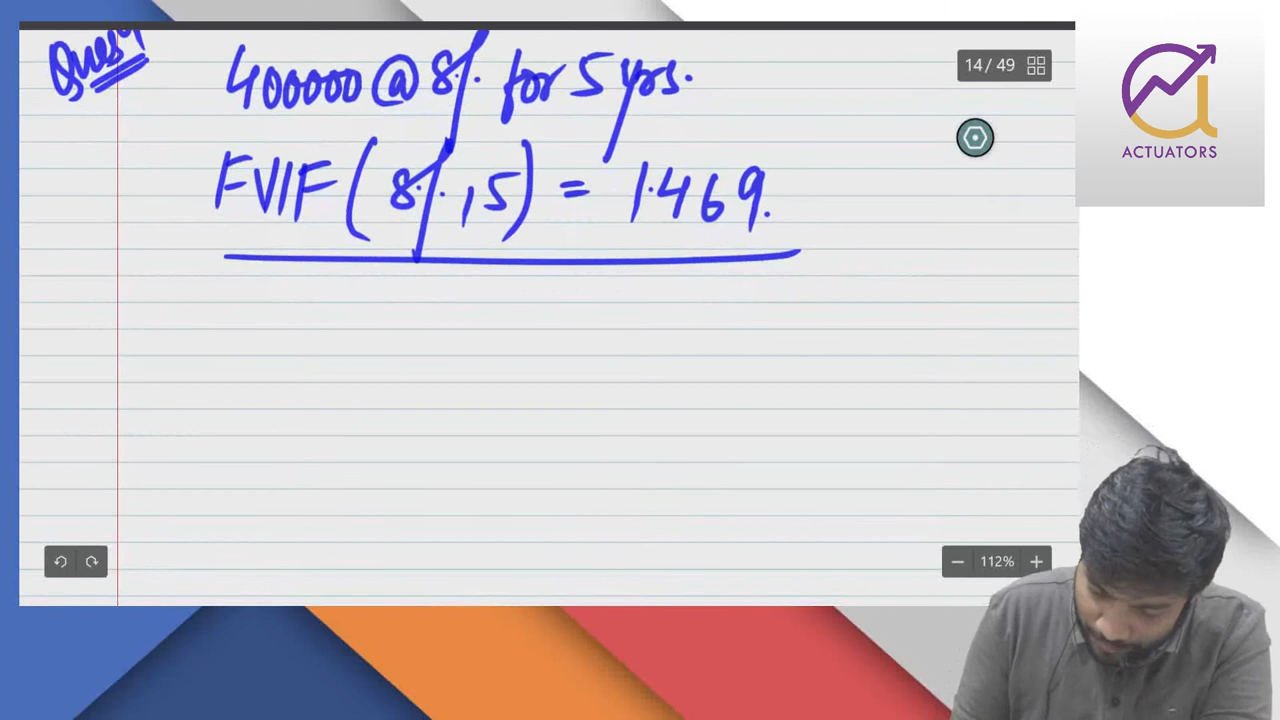 Ques
400000 @ 8% for 5 yrs.
FVIF ( 8%, 5) = 1.469.
14 / 49
ACTUATORS
112%